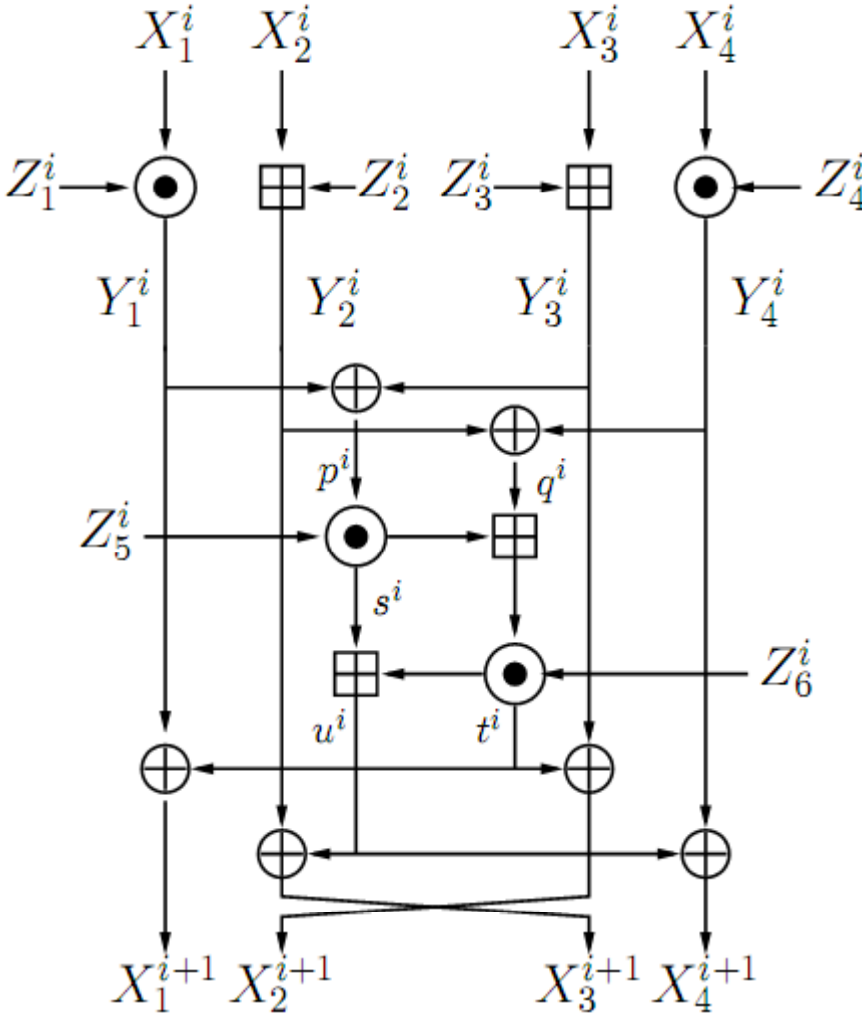 X_1^i X_2^i X_3^i X_4^i
Z_1^i Z_2^i Z_3^i Z_4^i
Y_1^i Y_2^i Y_3^i Y_4^i
p^i q^i
Z_5^i
s^i
Z_6^i
u^i t^i
X_1^{i+1} X_2^{i+1} X_3^{i+1} X_4^{i+1}